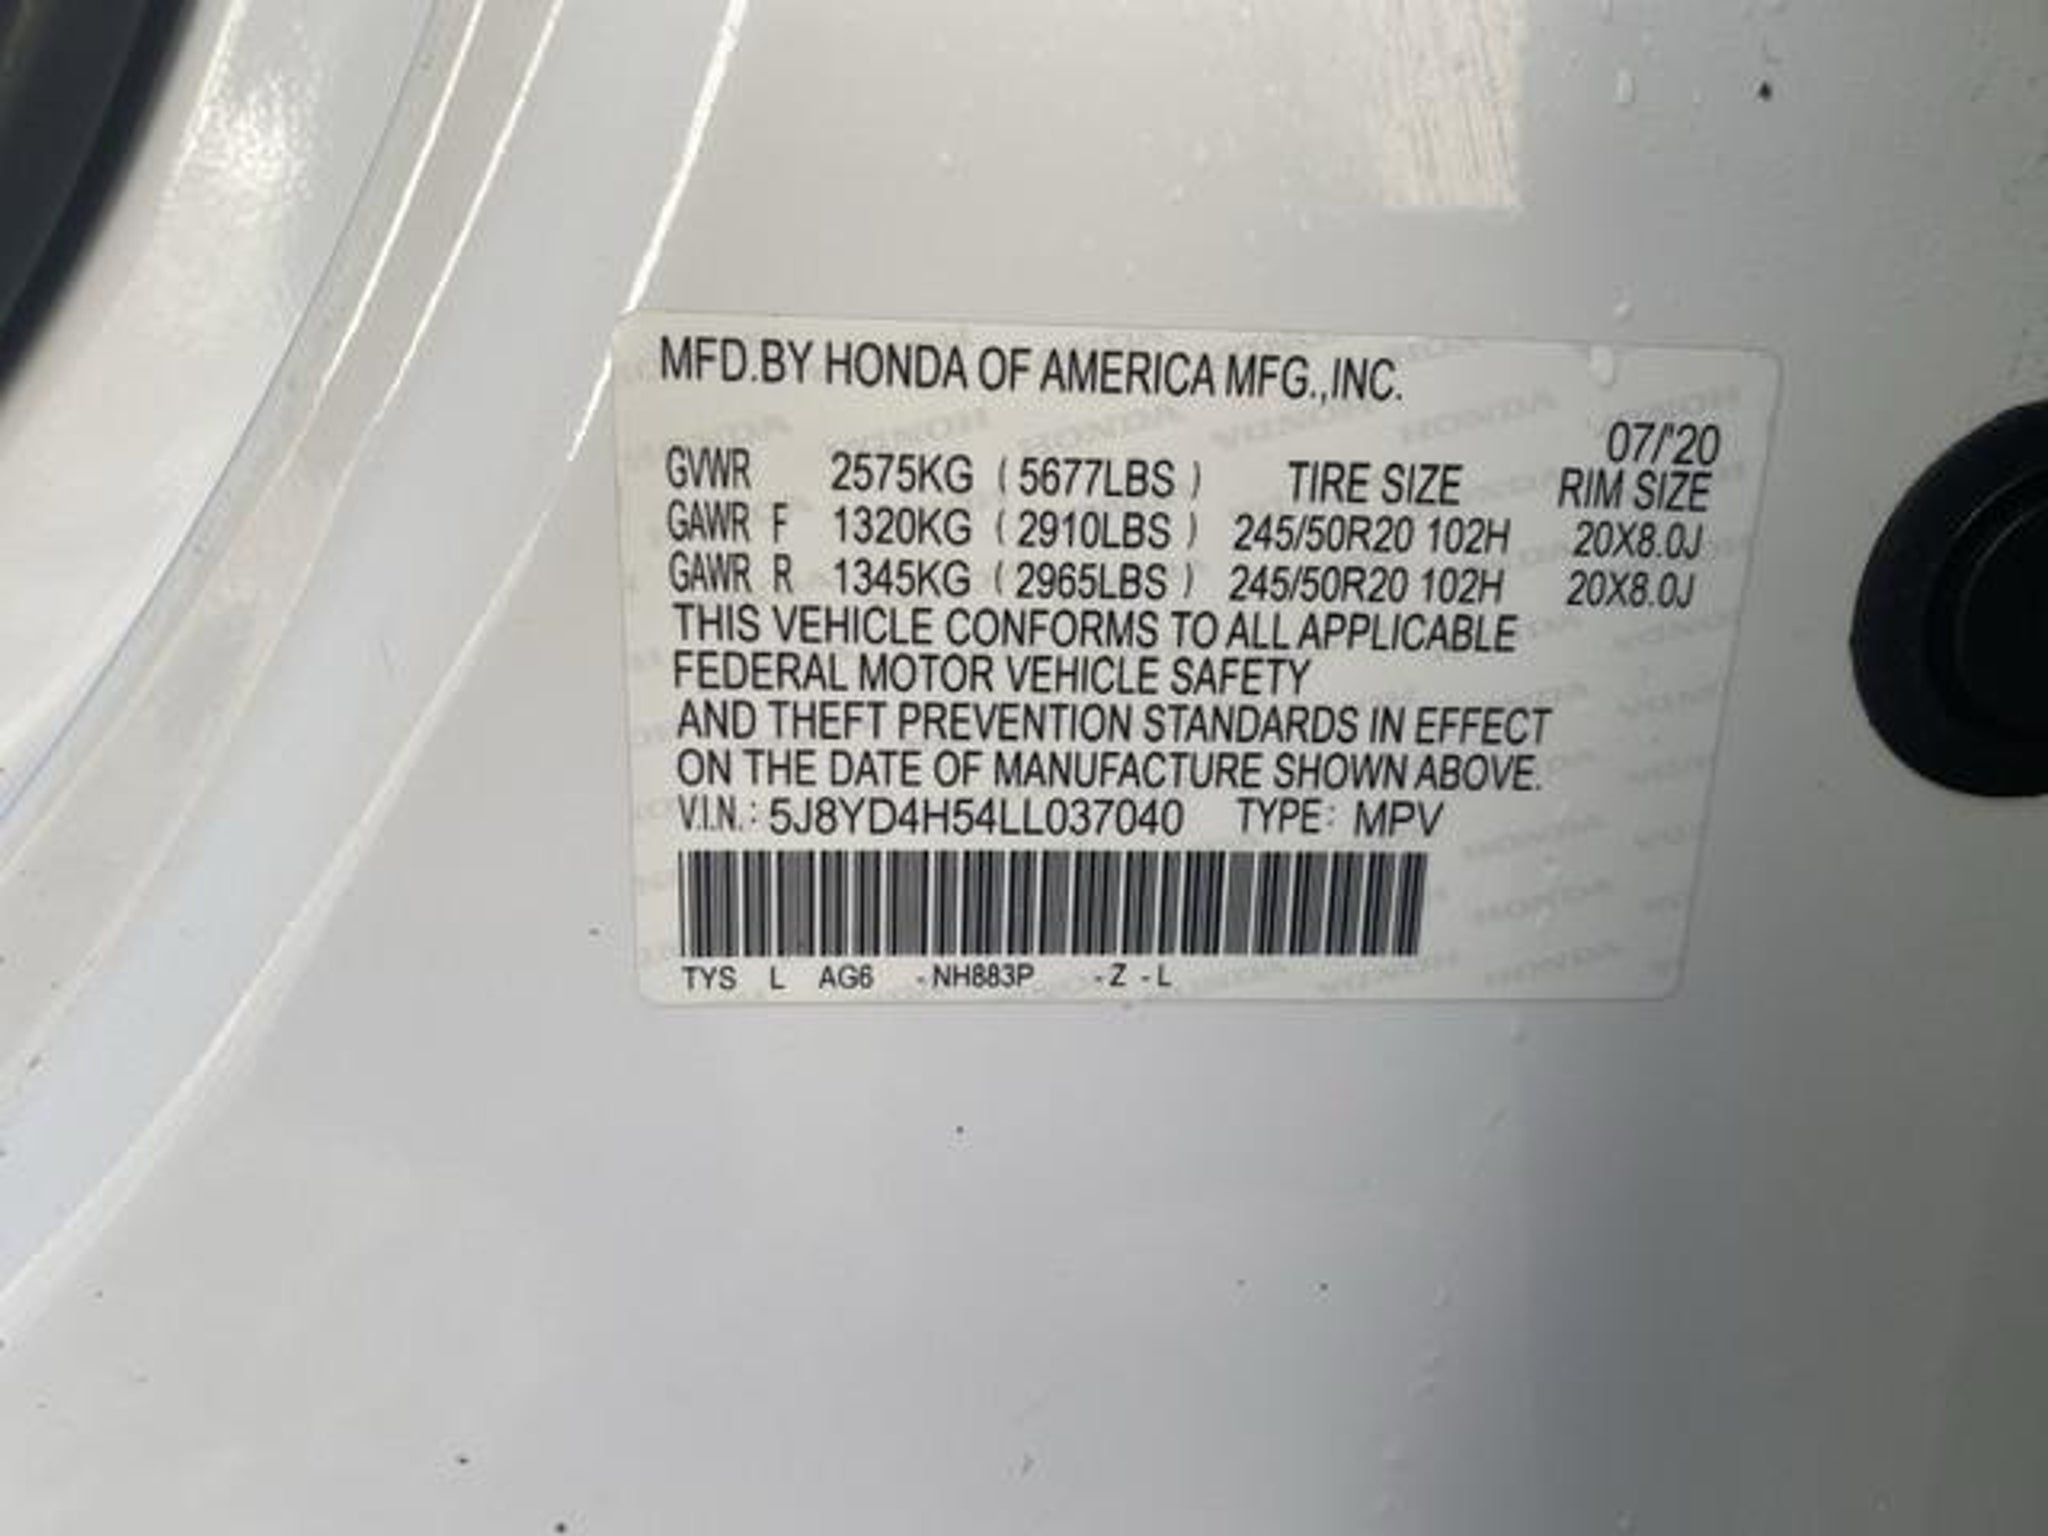 MFD.BY HONDA OF AMERICA MFG.,INC.
07/'20
GVWR 2575KG ( 5677LBS ) TIRE SIZE RIM SIZE
GAWR F 1320KG ( 2910LBS ) 245/50R20 102H 20X8.0J
GAWR R 1345KG ( 2965LBS ) 245/50R20 102H 20X8.0J
THIS VEHICLE CONFORMS TO ALL APPLICABLE
FEDERAL MOTOR VEHICLE SAFETY
AND THEFT PREVENTION STANDARDS IN EFFECT
ON THE DATE OF MANUFACTURE SHOWN ABOVE.
V.I.N.: 5J8YD4H54LL037040 TYPE: MPV
TYS L AG6 -NH883P -Z -L